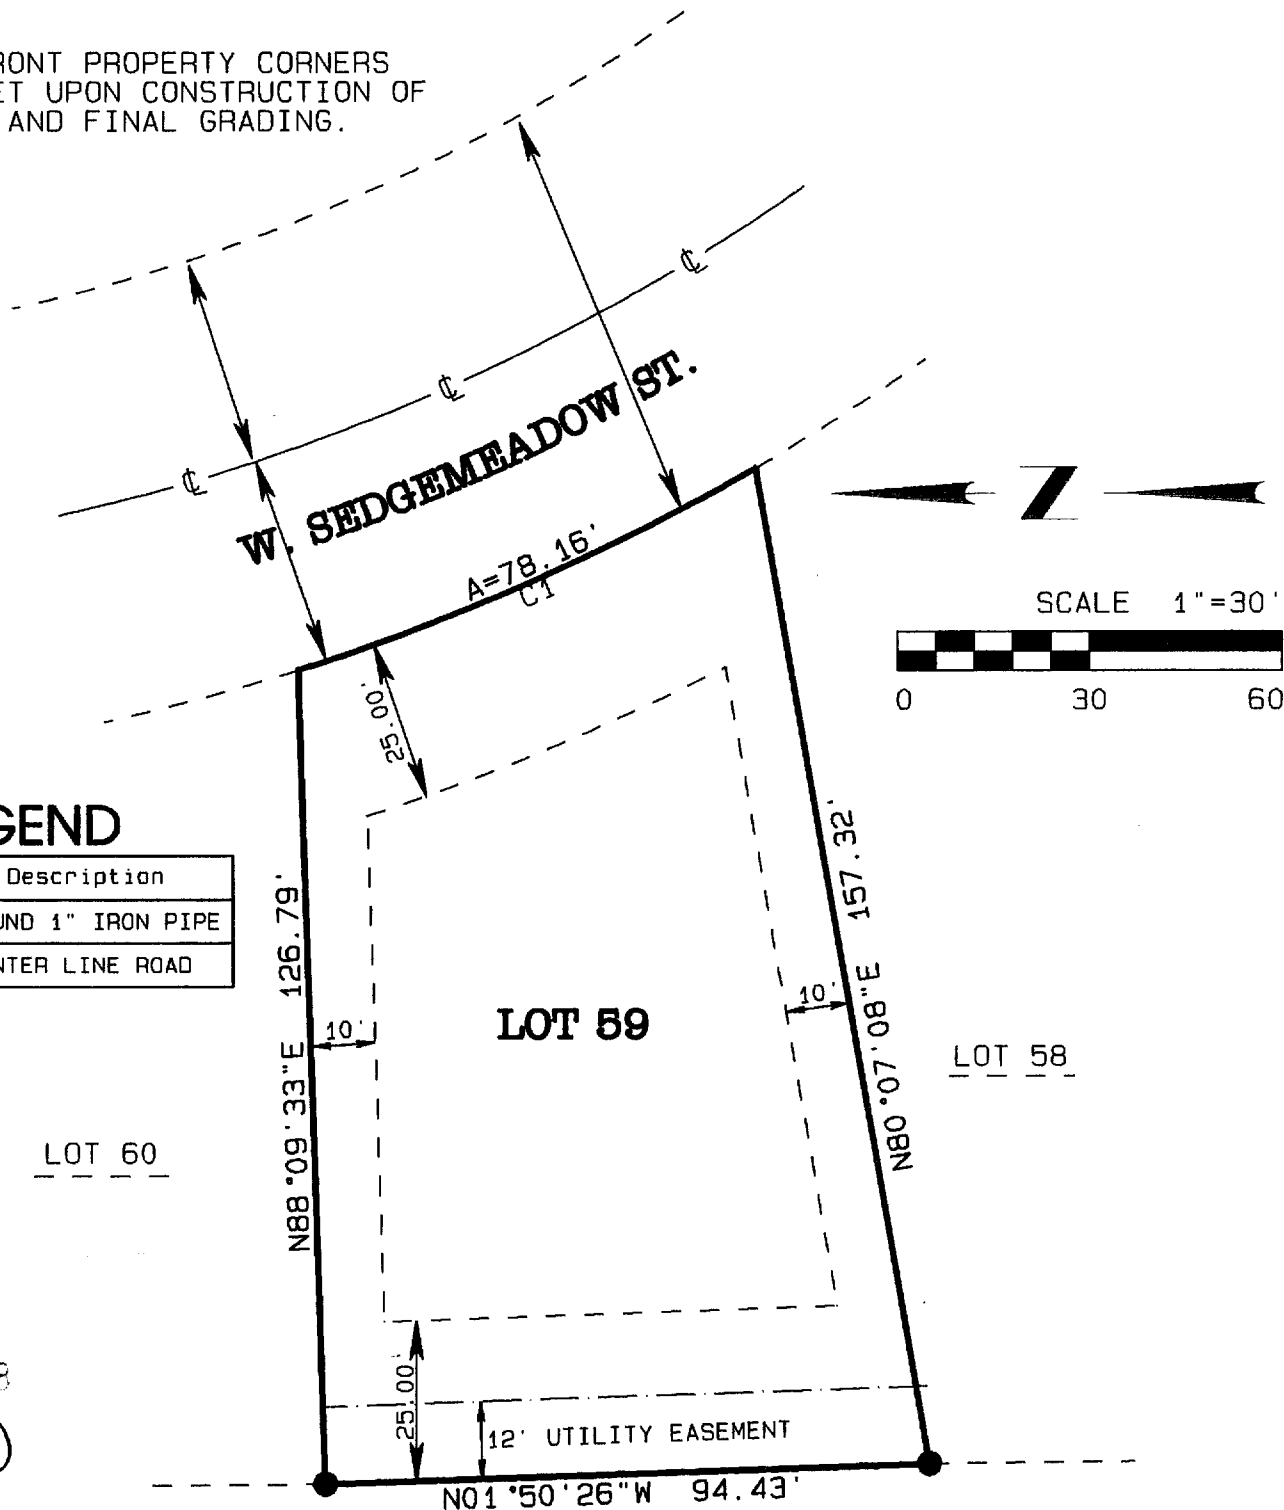 RONT PROPERTY CORNERS
ET UPON CONSTRUCTION OF
AND FINAL GRADING.
℄
℄
℄
W. SEDGEMEADOW ST.
A=78.16'
C1
Z
SCALE 1"=30'
0 30 60
25.00'
GEND
Description
UND 1" IRON PIPE
NTER LINE ROAD
N88°09'33"E 126.79'
10'
LOT 59
10'
N80°07'08"E 157.32'
LOT 58
LOT 60
25.00'
12' UTILITY EASEMENT
N01°50'26"W 94.43'